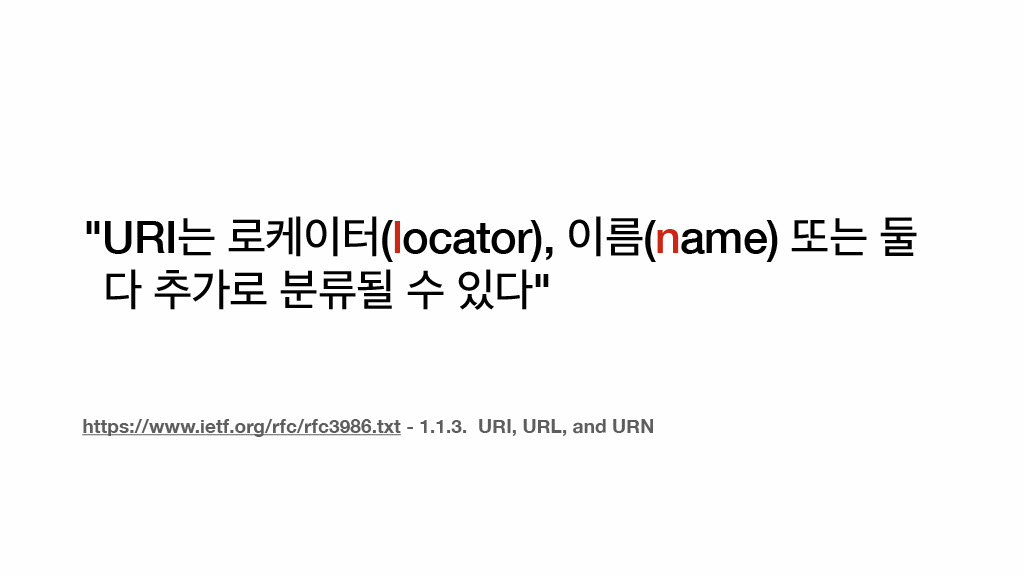 "URI는 로케이터(locator), 이름(name) 또는 둘
다 추가로 분류될 수 있다"
https://www.ietf.org/rfc/rfc3986.txt - 1.1.3.  URI, URL, and URN